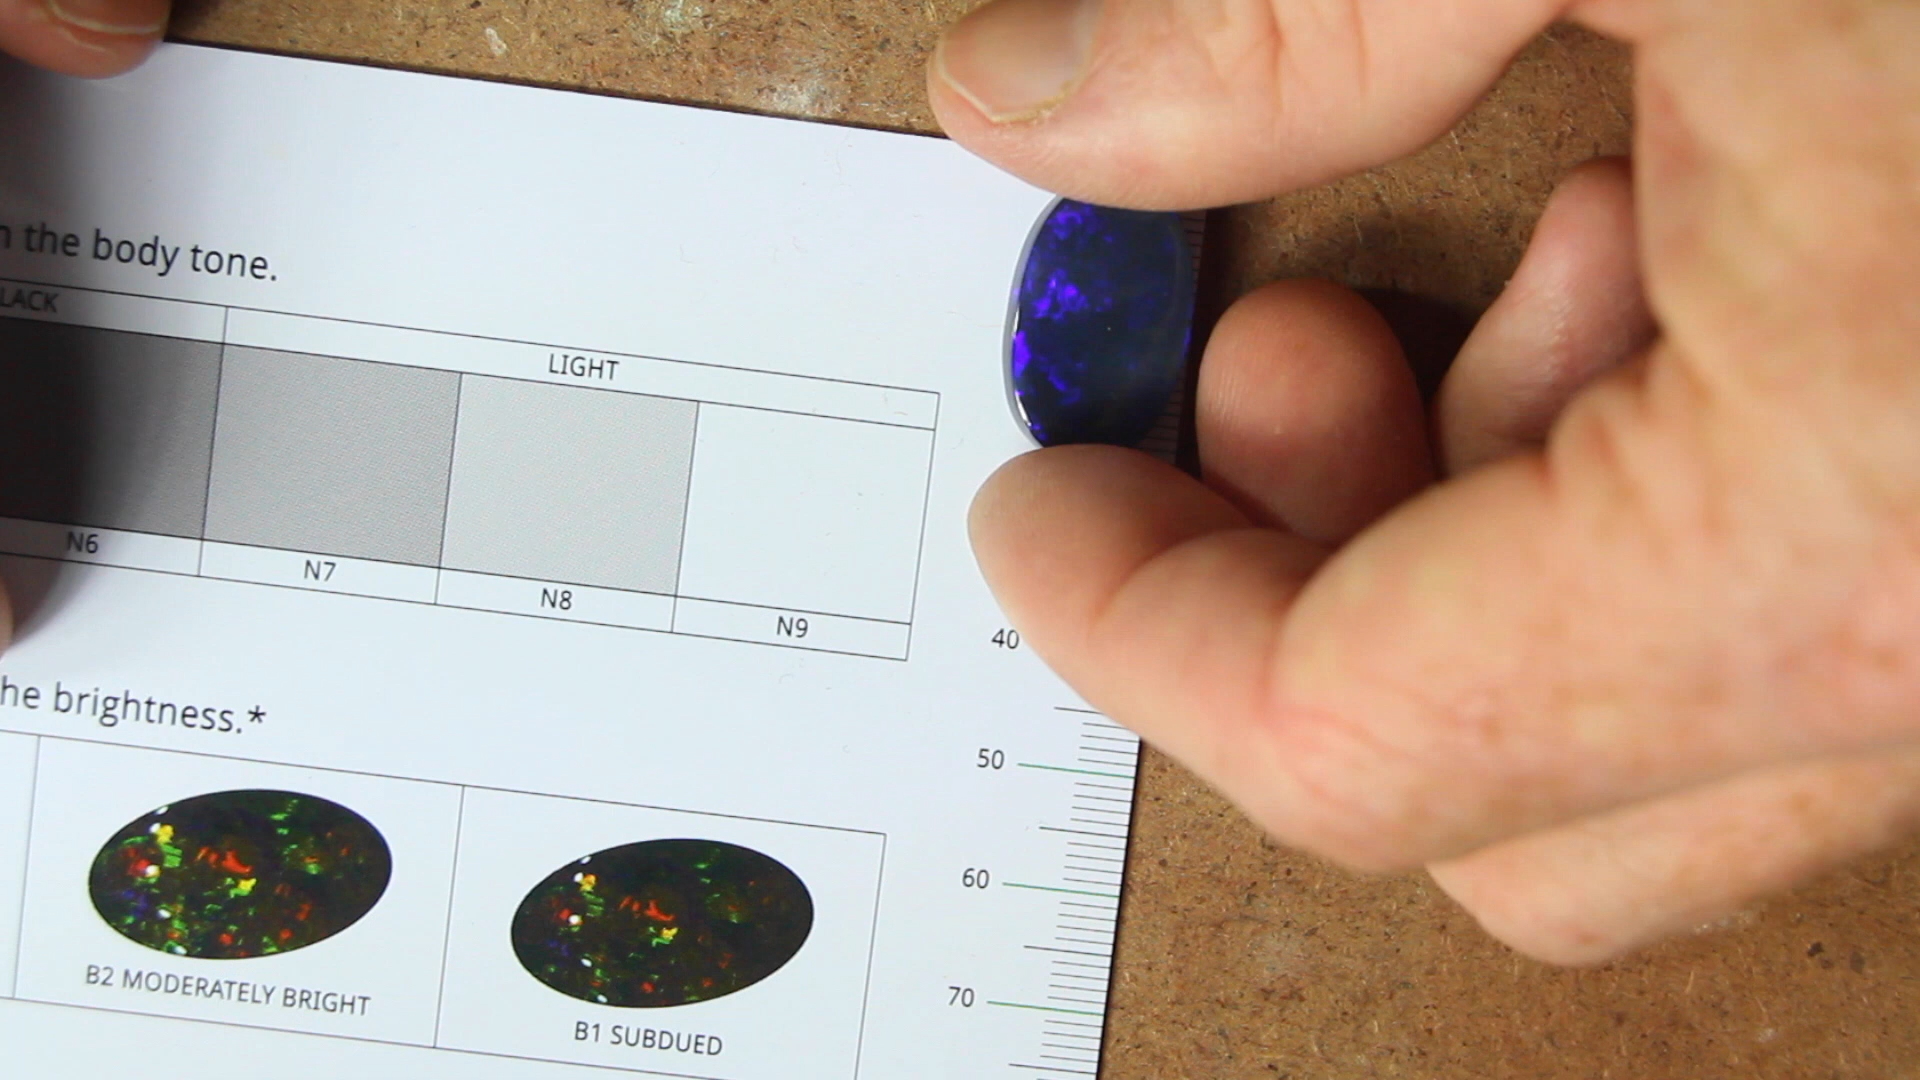 the body tone.
LACK
LIGHT
N6
N7
N8
N9
he brightness.*
B2 MODERATELY BRIGHT
B1 SUBDUED
40
50
60
70